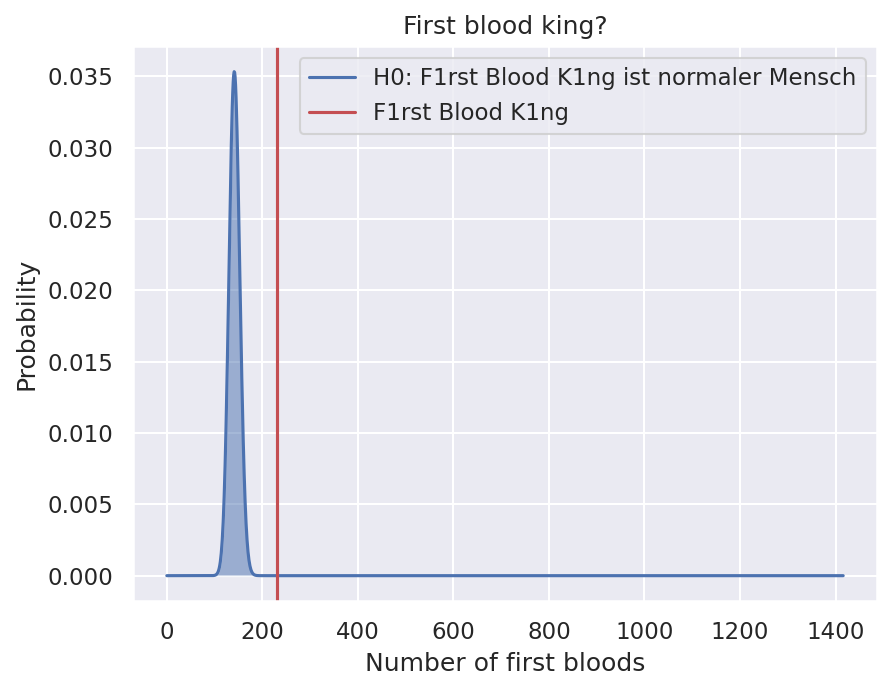 First blood king?
H0: F1rst Blood K1ng ist normaler Mensch
F1rst Blood K1ng
Probability
0.035
0.030
0.025
0.020
0.015
0.010
0.005
0.000
0 200 400 600 800 1000 1200 1400
Number of first bloods